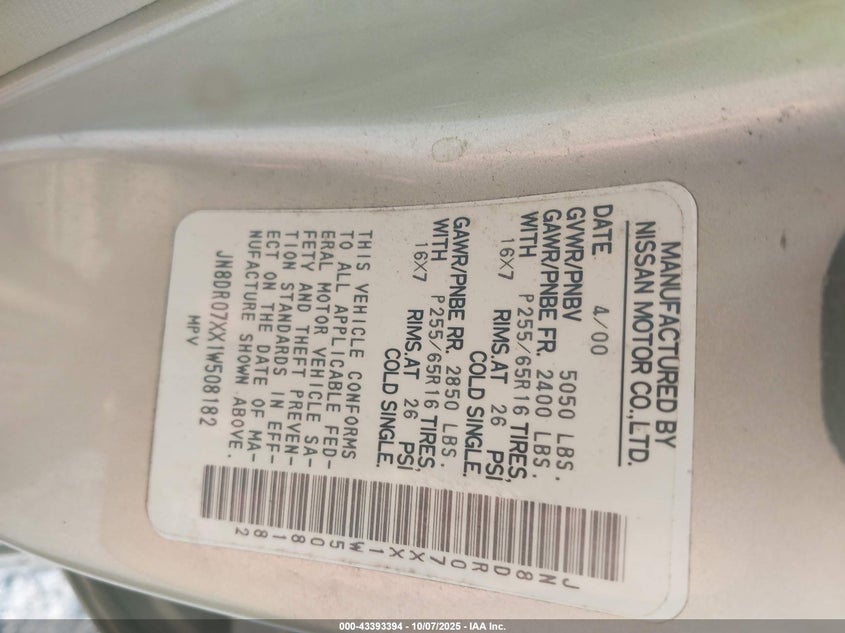 MANUFACTURED BY
NISSAN MOTOR CO.,LTD.
DATE 4/00
GVWR/PNBV 5050 LBS.
GAWR/PNBE FR. 2400 LBS.
WITH P255/65R16 TIRES,
16X7 RIMS.AT 26 PSI
COLD SINGLE.
GAWR/PNBE RR. 2850 LBS.
WITH P255/65R16 TIRES,
16X7 RIMS.AT 26 PSI
COLD SINGLE.
THIS VEHICLE CONFORMS
TO ALL APPLICABLE FED-
ERAL MOTOR VEHICLE SA-
FETY AND THEFT PREVEN-
TION STANDARDS IN EFF-
ECT ON THE DATE OF MA-
NUFACTURE SHOWN ABOVE.
JN8DR07XX1W508182
MPV
JN8DR07XX1W508182
000-43393394 - 10/07/2025 - IAA Inc.